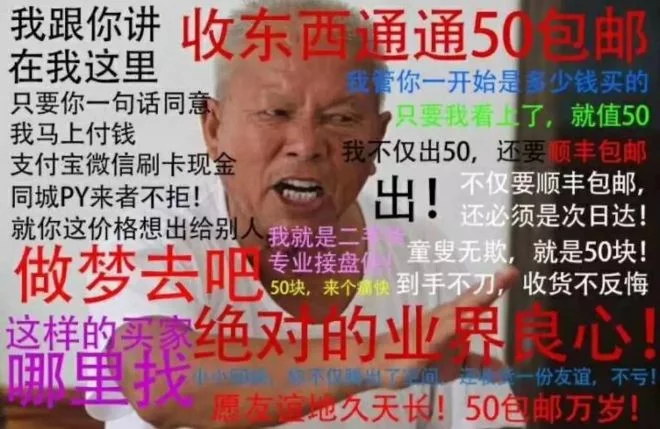 我跟你讲
在我这里
只要你一句话同意
我马上付钱
支付宝微信刷卡现金
同城PY来者不拒!
就你这价格想出给别人
做梦去吧
这样的买家
哪里找
收东西通通50包邮
我管你一开始是多少钱买的
只要我看上了，就值50
我不仅出50，还要顺丰包邮
出!
不仅要顺丰包邮，
还必须是次日达!
我就是二
专业接盘
50块，来个痛快
童叟无欺，就是50块!
到手不刀，收货不反悔
绝对的业界良心!
一份友谊，不亏!
愿友谊地久天长! 50包邮万岁!